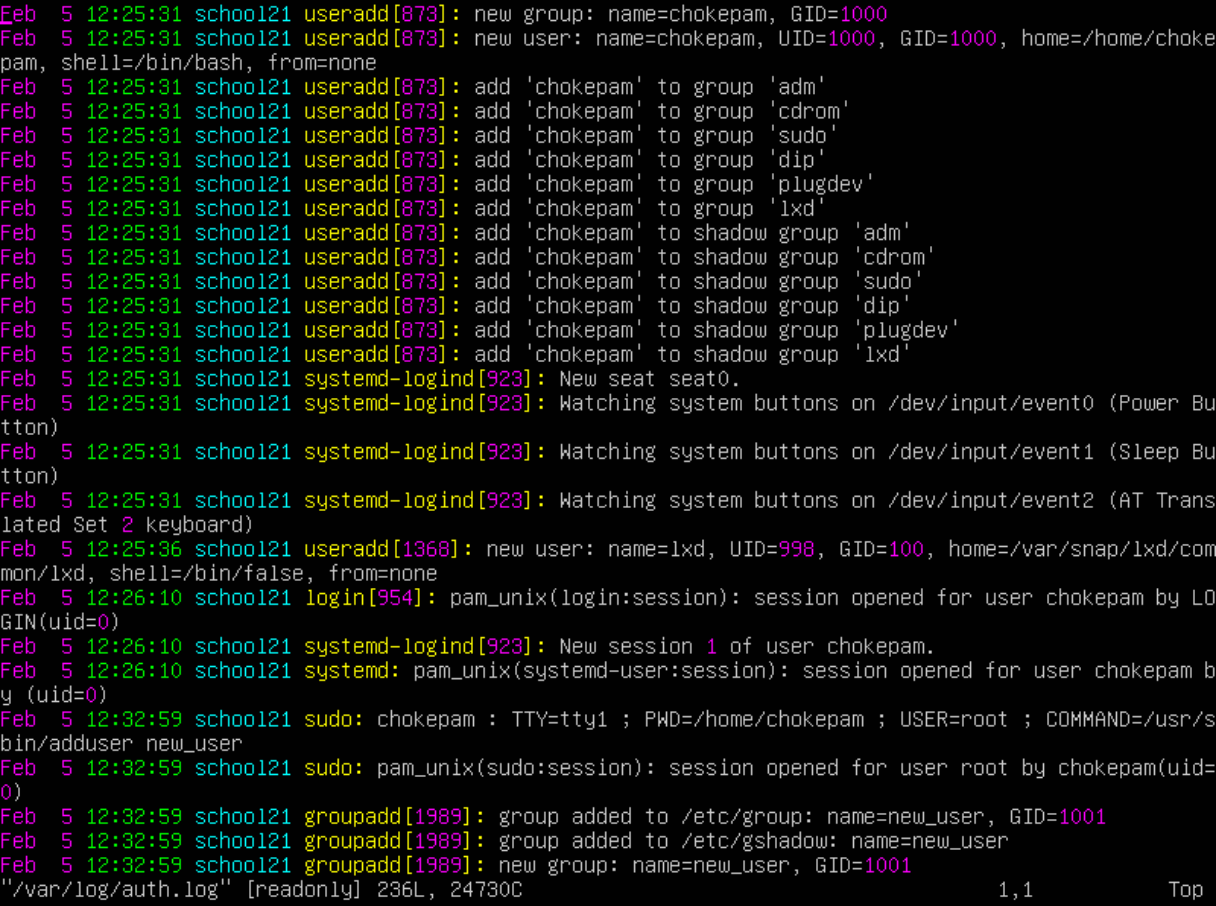 Feb  5 12:25:31 school21 useradd[873]: new group: name=chokepam, GID=1000
Feb  5 12:25:31 school21 useradd[873]: new user: name=chokepam, UID=1000, GID=1000, home=/home/choke
pam, shell=/bin/bash, from=none
Feb  5 12:25:31 school21 useradd[873]: add 'chokepam' to group 'adm'
Feb  5 12:25:31 school21 useradd[873]: add 'chokepam' to group 'cdrom'
Feb  5 12:25:31 school21 useradd[873]: add 'chokepam' to group 'sudo'
Feb  5 12:25:31 school21 useradd[873]: add 'chokepam' to group 'dip'
Feb  5 12:25:31 school21 useradd[873]: add 'chokepam' to group 'plugdev'
Feb  5 12:25:31 school21 useradd[873]: add 'chokepam' to group 'lxd'
Feb  5 12:25:31 school21 useradd[873]: add 'chokepam' to shadow group 'adm'
Feb  5 12:25:31 school21 useradd[873]: add 'chokepam' to shadow group 'cdrom'
Feb  5 12:25:31 school21 useradd[873]: add 'chokepam' to shadow group 'sudo'
Feb  5 12:25:31 school21 useradd[873]: add 'chokepam' to shadow group 'dip'
Feb  5 12:25:31 school21 useradd[873]: add 'chokepam' to shadow group 'plugdev'
Feb  5 12:25:31 school21 useradd[873]: add 'chokepam' to shadow group 'lxd'
Feb  5 12:25:31 school21 systemd-logind[923]: New seat seat0.
Feb  5 12:25:31 school21 systemd-logind[923]: Watching system buttons on /dev/input/event0 (Power Bu
tton)
Feb  5 12:25:31 school21 systemd-logind[923]: Watching system buttons on /dev/input/event1 (Sleep Bu
tton)
Feb  5 12:25:31 school21 systemd-logind[923]: Watching system buttons on /dev/input/event2 (AT Trans
lated Set 2 keyboard)
Feb  5 12:25:36 school21 useradd[1368]: new user: name=lxd, UID=998, GID=100, home=/var/snap/lxd/com
mon/lxd, shell=/bin/false, from=none
Feb  5 12:26:10 school21 login[954]: pam_unix(login:session): session opened for user chokepam by LO
GIN(uid=0)
Feb  5 12:26:10 school21 systemd-logind[923]: New session 1 of user chokepam.
Feb  5 12:26:10 school21 systemd: pam_unix(systemd-user:session): session opened for user chokepam b
y (uid=0)
Feb  5 12:32:59 school21 sudo: chokepam : TTY=tty1 ; PWD=/home/chokepam ; USER=root ; COMMAND=/usr/s
bin/adduser new_user
Feb  5 12:32:59 school21 sudo: pam_unix(sudo:session): session opened for user root by chokepam(uid=
0)
Feb  5 12:32:59 school21 groupadd[1989]: group added to /etc/group: name=new_user, GID=1001
Feb  5 12:32:59 school21 groupadd[1989]: group added to /etc/gshadow: name=new_user
Feb  5 12:32:59 school21 groupadd[1989]: new group: name=new_user, GID=1001
"/var/log/auth.log" [readonly] 236L, 24730C 1,1 Top